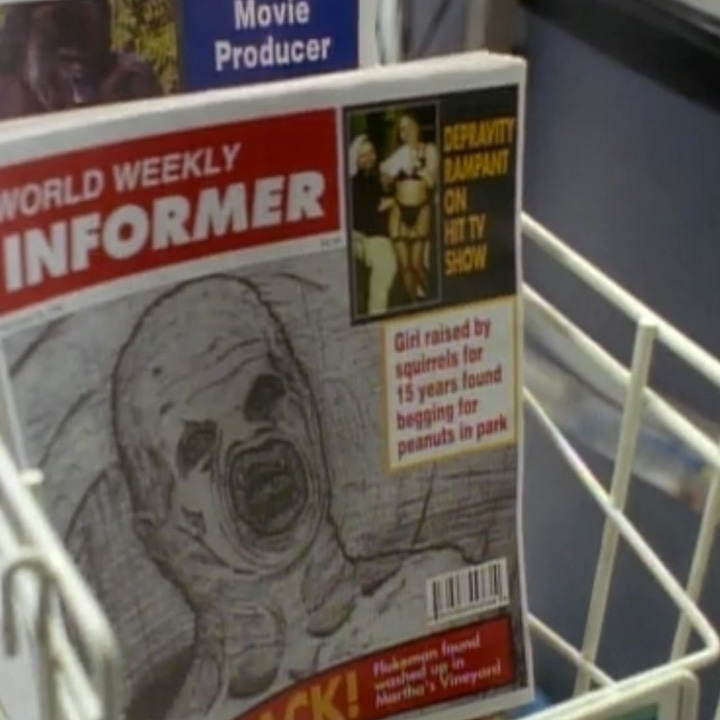 Movie
Producer
WORLD WEEKLY
INFORMER
DEPRAVITY
RAMPANT
ON
HIT TV
SHOW
Girl raised by
squirrels for
15 years found
begging for
peanuts in park
ACK!
Flukeman found
washed up in
Martha's Vineyard